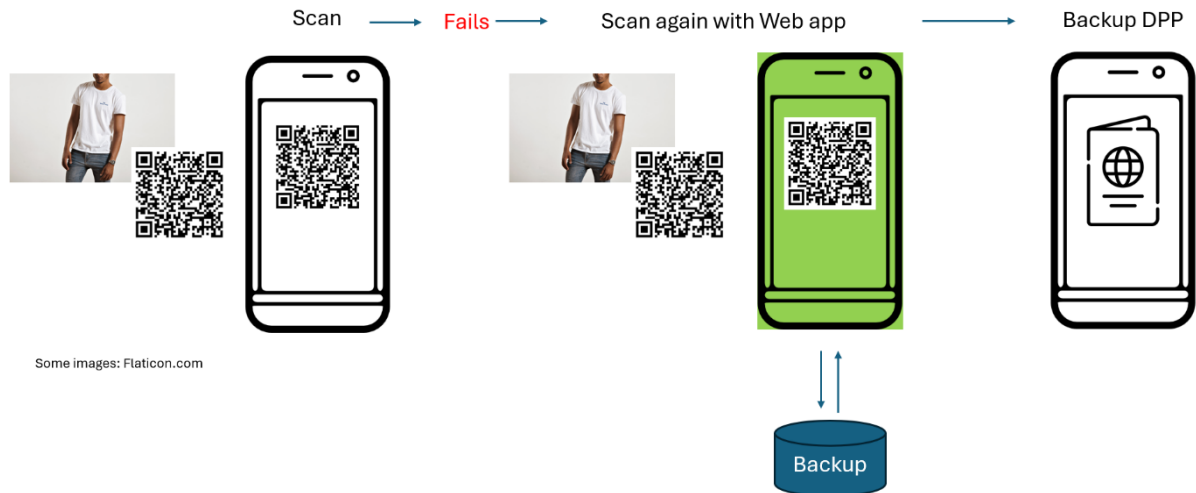 Scan
Fails
Scan again with Web app
Backup DPP
Some images: Flaticon.com
Backup